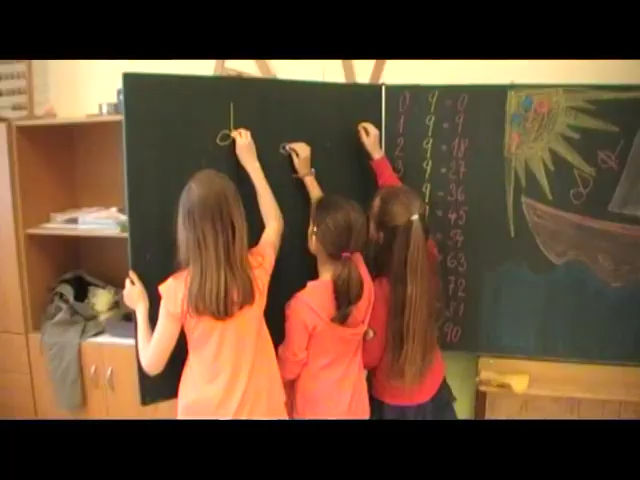 0 9 = 0
1 9 = 9
2 9 = 18
3 9 = 27
9 = 36
9 = 45
= 54
= 63
= 72
= 81
= 90